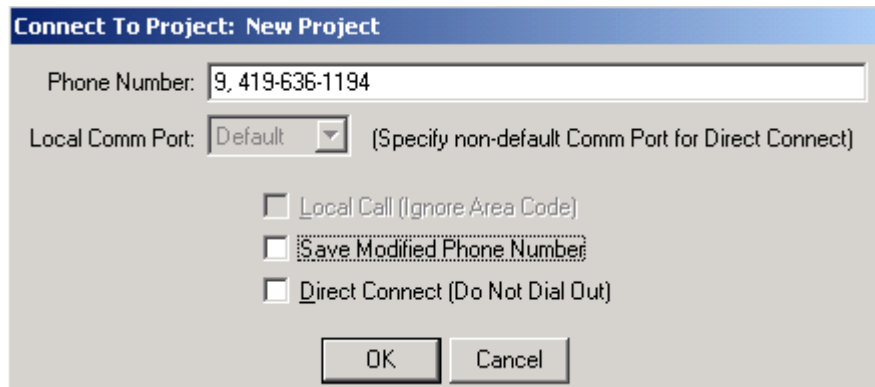 Connect To Project: New Project
Phone Number: 9, 419-636-1194
Local Comm Port: Default (Specify non-default Comm Port for Direct Connect)
Local Call (Ignore Area Code)
Save Modified Phone Number
Direct Connect (Do Not Dial Out)
OK Cancel